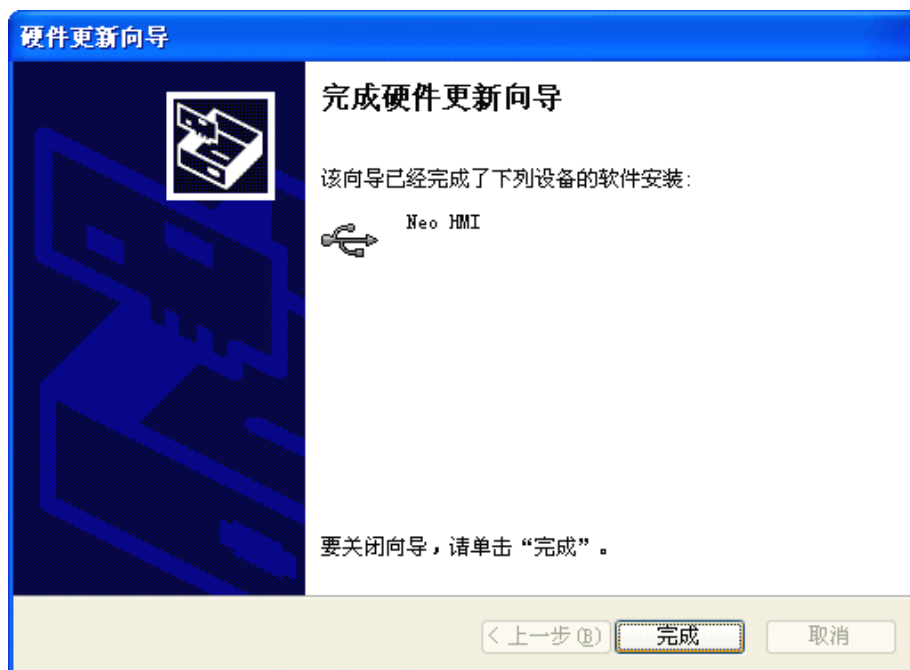 硬件更新向导
完成硬件更新向导
该向导已经完成了下列设备的软件安装:
Neo HMI
要关闭向导，请单击“完成”。
< 上一步(B) 完成 取消